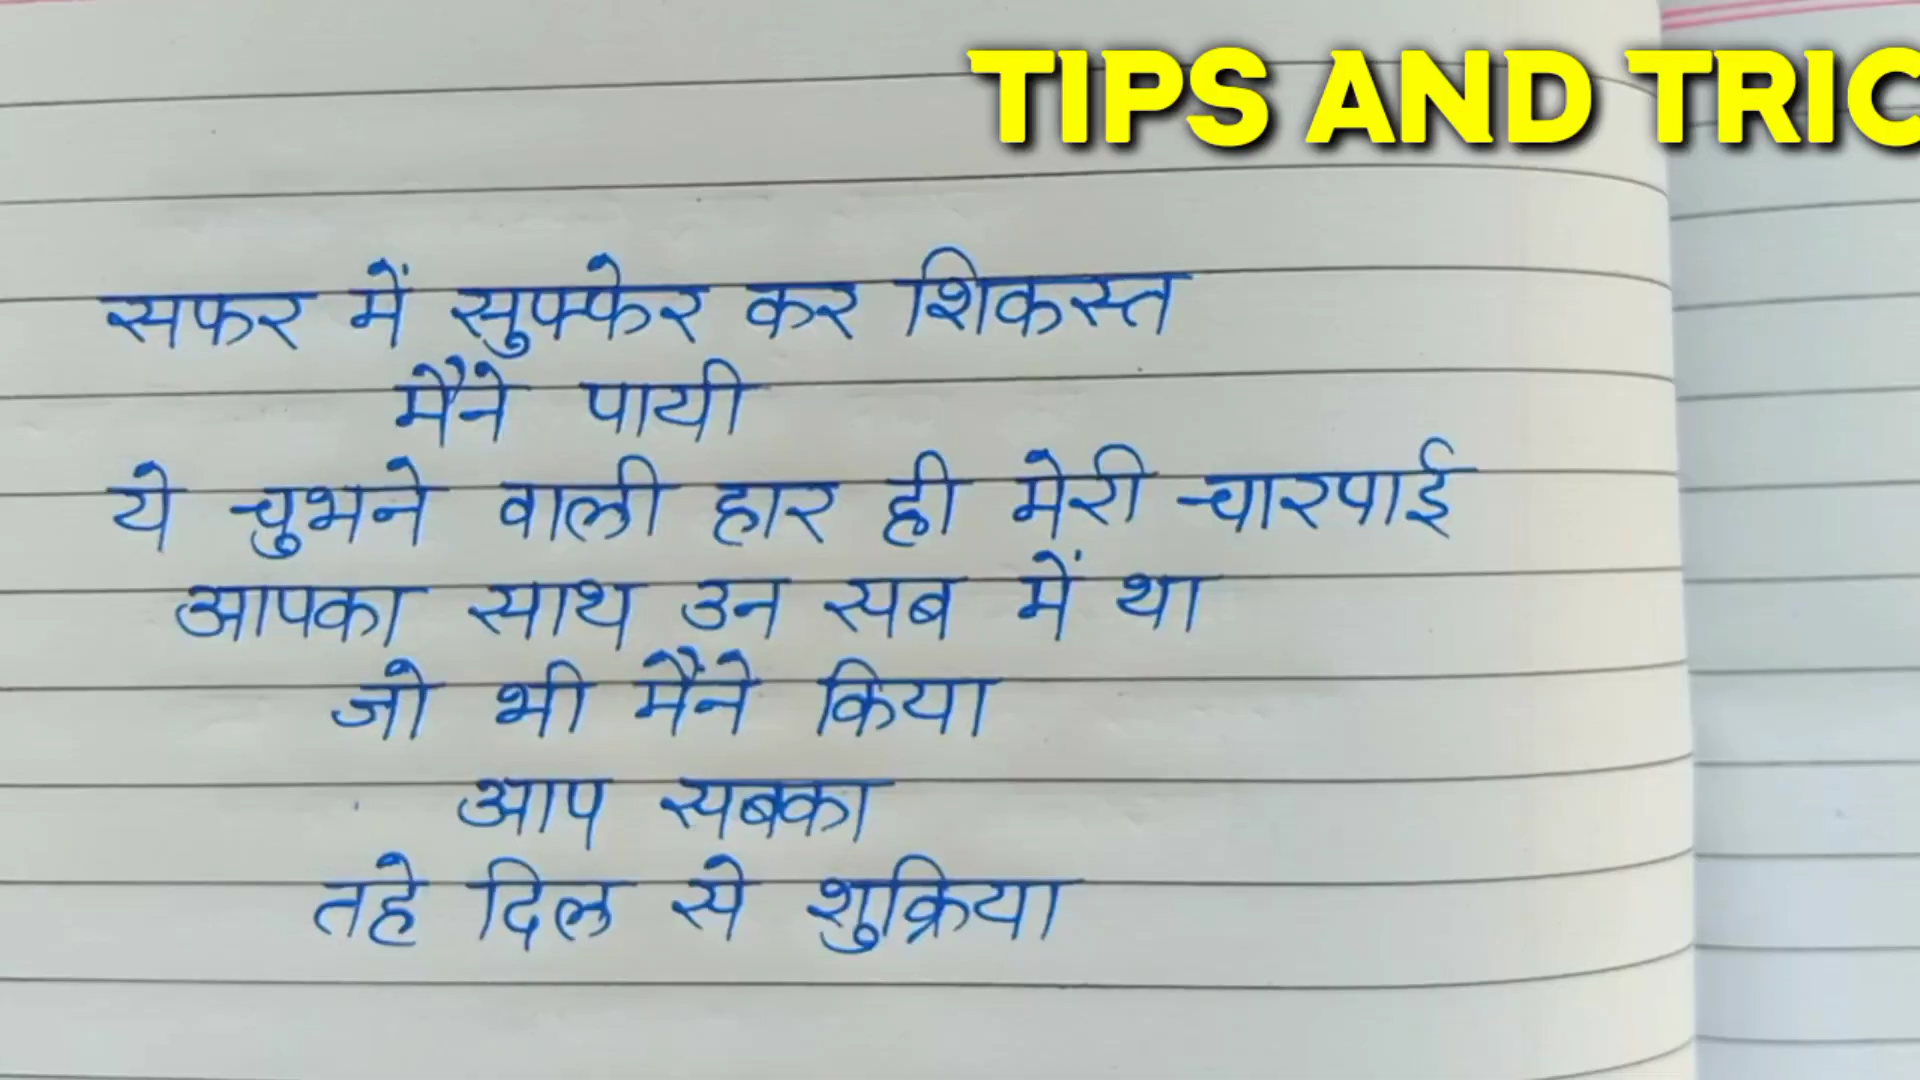 TIPS AND TRIC
सफर में सुफ्फेर कर शिकस्त
मैंने पायी
ये चुभने वाली हार ही मेरी चारपाई
आपका साथ उन सब में था
जो भी मैंने किया
आप सबका
तहे दिल से शुक्रिया